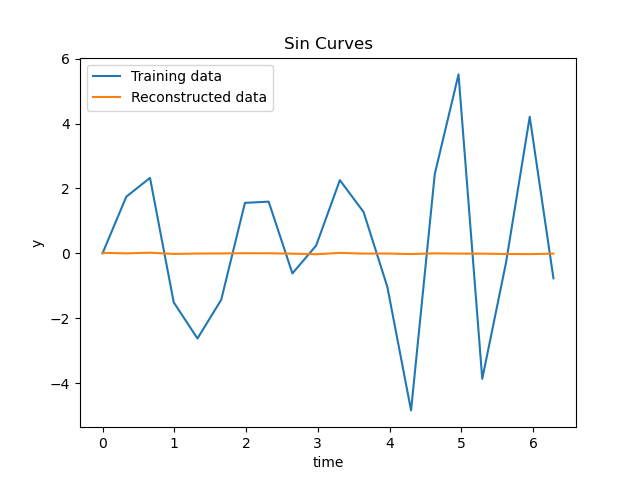 Sin Curves
Training data
Reconstructed data
6
4
2
0
−2
−4
y
0 1 2 3 4 5 6
time